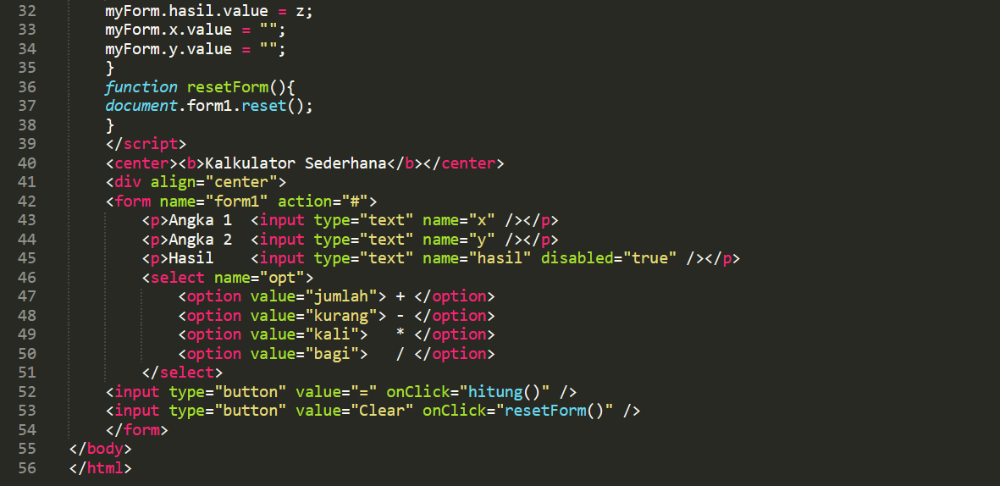 32 myForm.hasil.value = z;
33 myForm.x.value = "";
34 myForm.y.value = "";
35 }
36 function resetForm(){
37 document.form1.reset();
38 }
39 </script>
40 <center><b>Kalkulator Sederhana</b></center>
41 <div align="center">
42 <form name="form1" action="#">
43 <p>Angka 1  <input type="text" name="x" /></p>
44 <p>Angka 2  <input type="text" name="y" /></p>
45 <p>Hasil    <input type="text" name="hasil" disabled="true" /></p>
46 <select name="opt">
47 <option value="jumlah"> + </option>
48 <option value="kurang"> - </option>
49 <option value="kali">   * </option>
50 <option value="bagi">   / </option>
51 </select>
52 <input type="button" value="=" onClick="hitung()" />
53 <input type="button" value="Clear" onClick="resetForm()" />
54 </form>
55 </body>
56 </html>